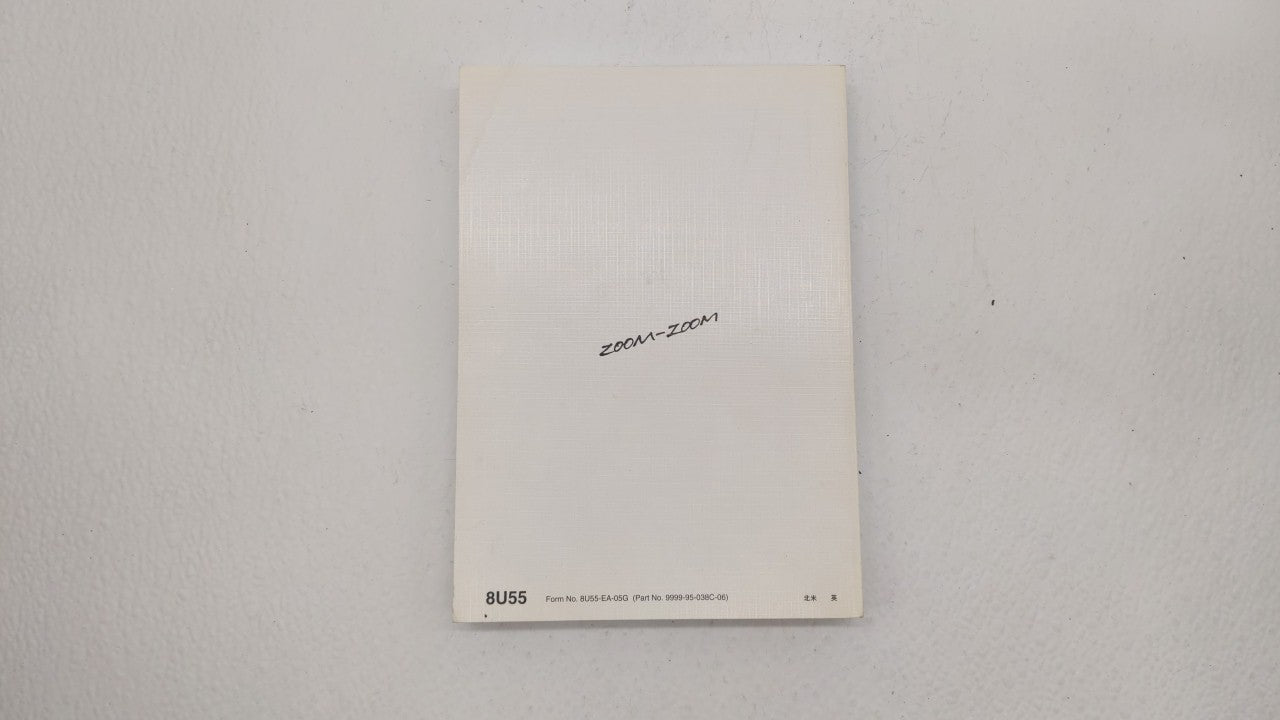 ZOOM-ZOOM
8U55 Form No. 8U55-EA-05G (Part No. 9999-95-038C-06) 北米 英